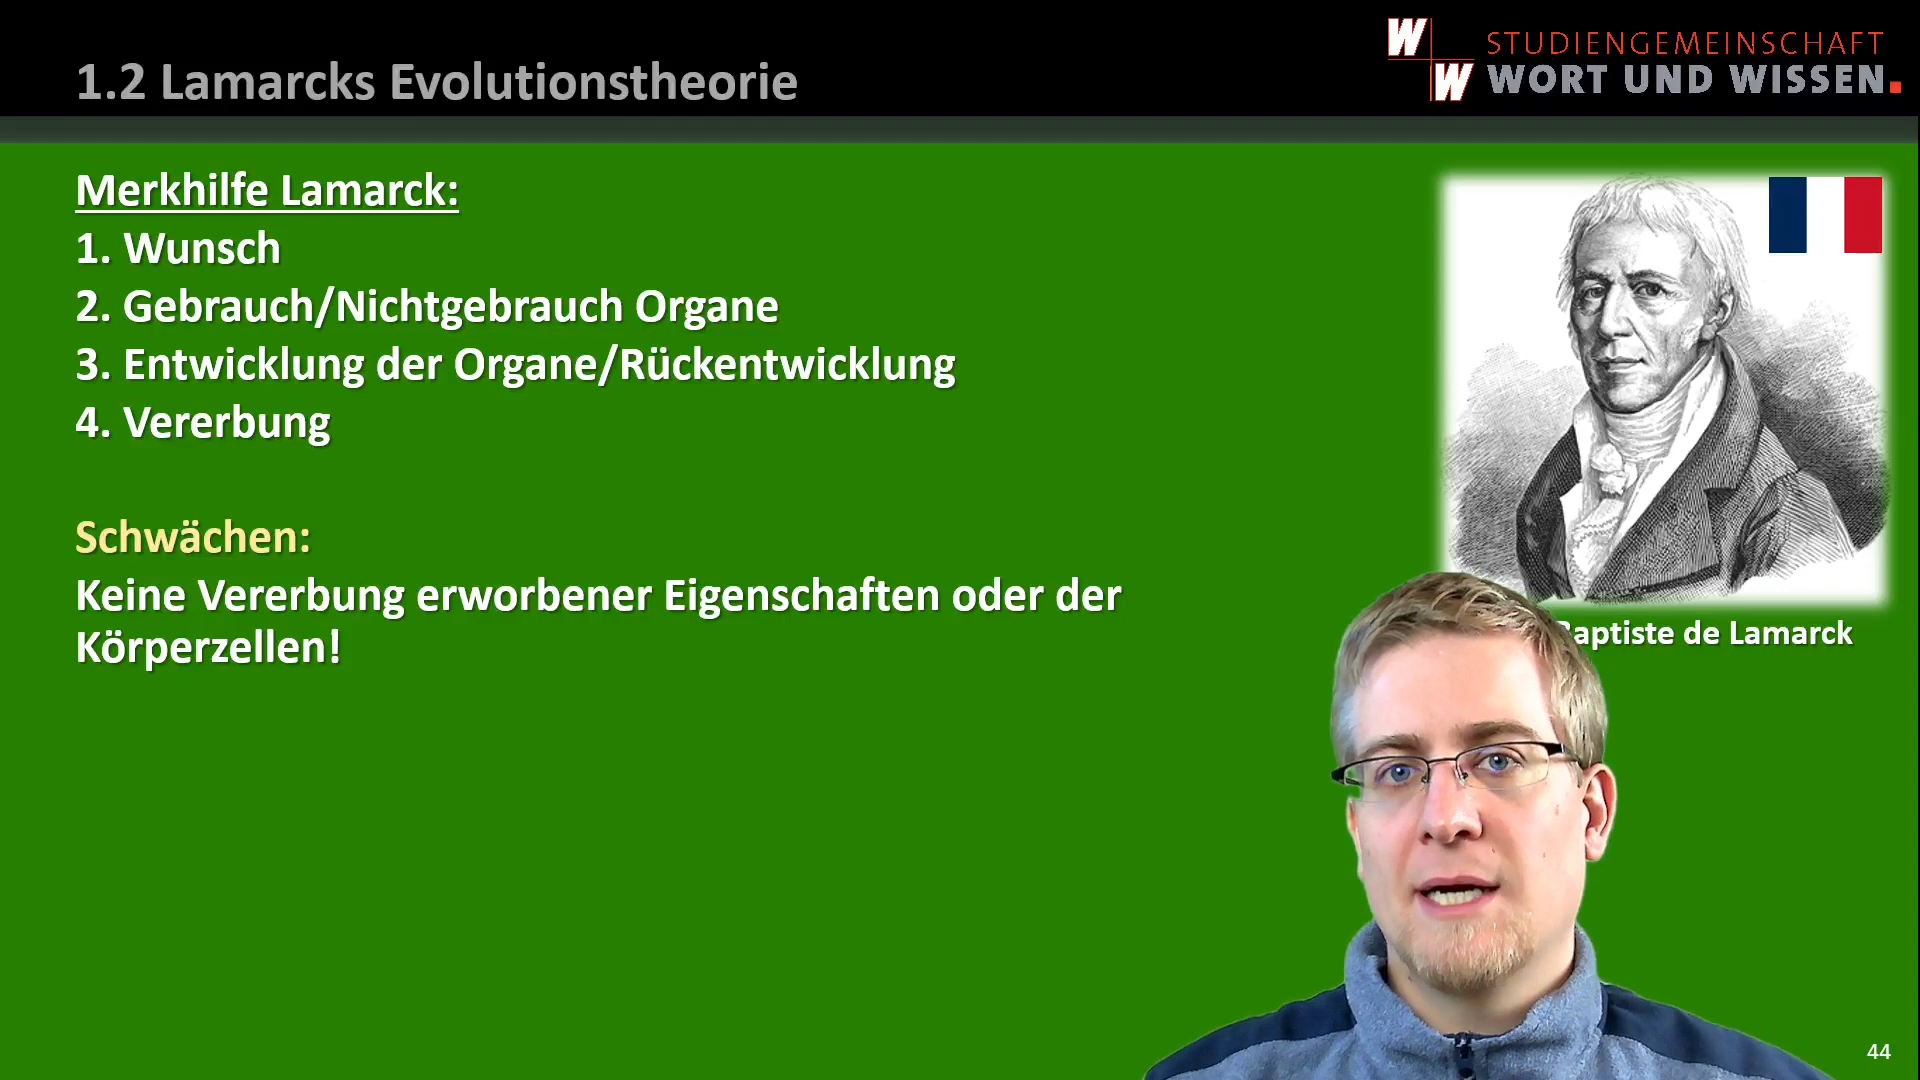 1.2 Lamarcks Evolutionstheorie
W
W
STUDIENGEMEINSCHAFT
WORT UND WISSEN.
Merkhilfe Lamarck:
1. Wunsch
2. Gebrauch/Nichtgebrauch Organe
3. Entwicklung der Organe/Rückentwicklung
4. Vererbung
Schwächen:
Keine Vererbung erworbener Eigenschaften oder der
Körperzellen!
de Lamarck
44